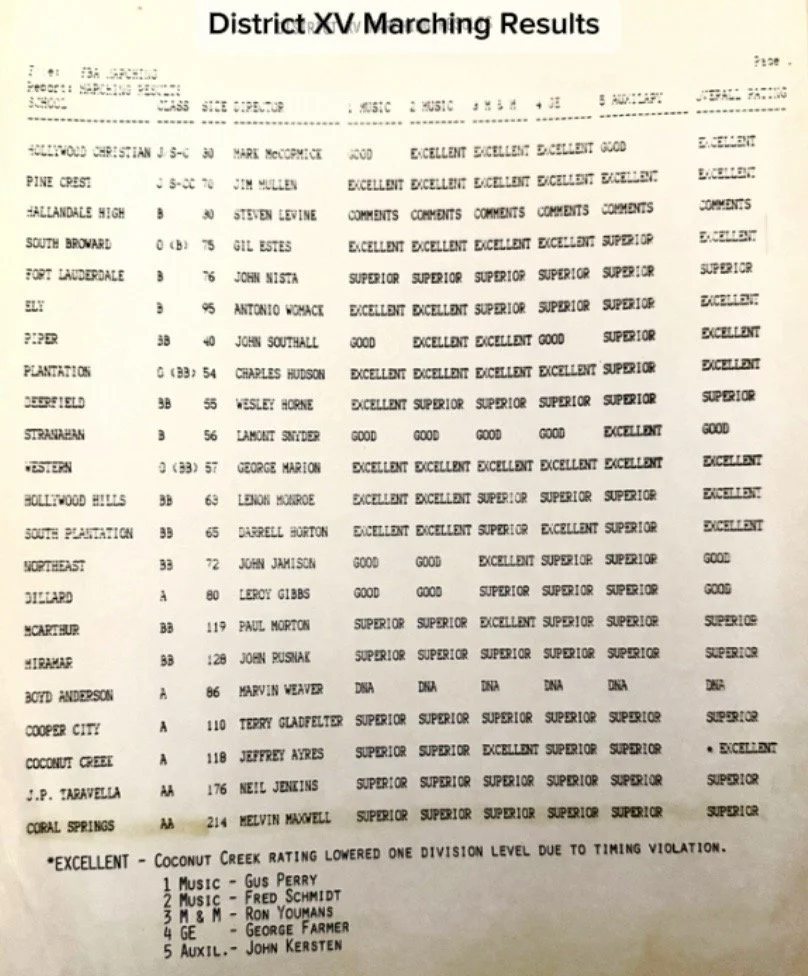 District XV Marching Results
Page
File: FBA MARCHING
Report: MARCHING RESULTS
SCHOOL CLASS SIZE DIRECTOR 1 MUSIC 2 MUSIC 3 M & M 4 GE 5 AUXILARY OVERALL RATING
HOLLYWOOD CHRISTIAN J/S-C 30 MARK McCORMICK GOOD EXCELLENT EXCELLENT EXCELLENT GOOD EXCELLENT
PINE CREST J S-CC 70 JIM MULLEN EXCELLENT EXCELLENT EXCELLENT EXCELLENT EXCELLENT EXCELLENT
HALLANDALE HIGH B 30 STEVEN LEVINE COMMENTS COMMENTS COMMENTS COMMENTS COMMENTS COMMENTS
SOUTH BROWARD O (B) 75 GIL ESTES EXCELLENT EXCELLENT EXCELLENT EXCELLENT SUPERIOR EXCELLENT
FORT LAUDERDALE B 76 JOHN NISTA SUPERIOR SUPERIOR SUPERIOR SUPERIOR SUPERIOR SUPERIOR
ELY B 95 ANTONIO WOMACK EXCELLENT EXCELLENT SUPERIOR SUPERIOR SUPERIOR EXCELLENT
PIPER BB 40 JOHN SOUTHALL GOOD EXCELLENT EXCELLENT GOOD SUPERIOR EXCELLENT
PLANTATION O (BB) 54 CHARLES HUDSON EXCELLENT EXCELLENT EXCELLENT EXCELLENT SUPERIOR EXCELLENT
DEERFIELD BB 55 WESLEY HORNE EXCELLENT SUPERIOR SUPERIOR SUPERIOR SUPERIOR SUPERIOR
STRANAHAN B 56 LAMONT SNYDER GOOD GOOD GOOD GOOD EXCELLENT GOOD
WESTERN O (BB) 57 GEORGE MARION EXCELLENT EXCELLENT EXCELLENT EXCELLENT EXCELLENT EXCELLENT
HOLLYWOOD HILLS BB 63 LENON MONROE EXCELLENT EXCELLENT SUPERIOR SUPERIOR SUPERIOR EXCELLENT
SOUTH PLANTATION BB 65 DARRELL HORTON EXCELLENT EXCELLENT SUPERIOR EXCELLENT SUPERIOR EXCELLENT
NORTHEAST BB 72 JOHN JAMISON GOOD GOOD EXCELLENT SUPERIOR SUPERIOR GOOD
DILLARD A 80 LEROY GIBBS GOOD GOOD SUPERIOR SUPERIOR SUPERIOR GOOD
MCARTHUR BB 119 PAUL MORTON SUPERIOR SUPERIOR EXCELLENT SUPERIOR SUPERIOR SUPERIOR
MIRAMAR BB 128 JOHN RUSNAK SUPERIOR SUPERIOR SUPERIOR SUPERIOR SUPERIOR SUPERIOR
BOYD ANDERSON A 86 MARVIN WEAVER DNA DNA DNA DNA DNA DNA
COOPER CITY A 110 TERRY GLADFELTER SUPERIOR SUPERIOR SUPERIOR SUPERIOR SUPERIOR SUPERIOR
COCONUT CREEK A 118 JEFFREY AYRES SUPERIOR SUPERIOR EXCELLENT SUPERIOR SUPERIOR * EXCELLENT
J.P. TARAVELLA AA 176 NEIL JENKINS SUPERIOR SUPERIOR SUPERIOR SUPERIOR SUPERIOR SUPERIOR
CORAL SPRINGS AA 214 MELVIN MAXWELL SUPERIOR SUPERIOR SUPERIOR SUPERIOR SUPERIOR SUPERIOR
*EXCELLENT - COCONUT CREEK RATING LOWERED ONE DIVISION LEVEL DUE TO TIMING VIOLATION.
1 MUSIC - GUS PERRY
2 MUSIC - FRED SCHMIDT
3 M & M - RON YOUMANS
4 GE - GEORGE FARMER
5 AUXIL.- JOHN KERSTEN